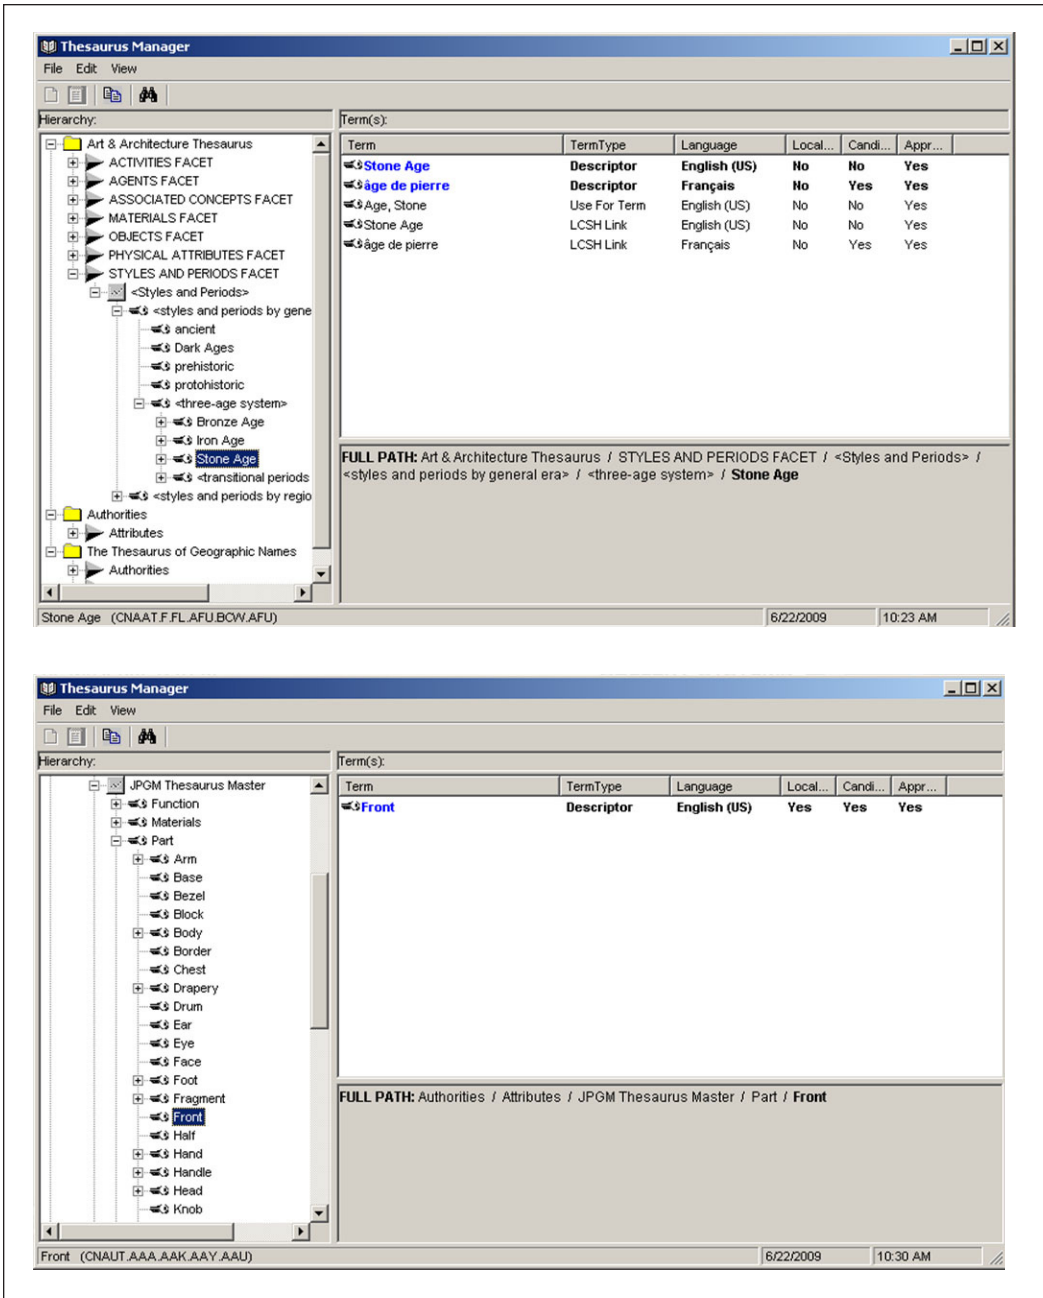 Thesaurus Manager
File Edit View
Hierarchy:
Term(s):
Art & Architecture Thesaurus
ACTIVITIES FACET
AGENTS FACET
ASSOCIATED CONCEPTS FACET
MATERIALS FACET
OBJECTS FACET
PHYSICAL ATTRIBUTES FACET
STYLES AND PERIODS FACET
<Styles and Periods>
<styles and periods by gene
ancient
Dark Ages
prehistoric
protohistoric
<three-age system>
Bronze Age
Iron Age
Stone Age
<transitional periods
<styles and periods by regio
Authorities
Attributes
The Thesaurus of Geographic Names
Authorities
Term TermType Language Local... Candi... Appr...
Stone Age Descriptor English (US) No No Yes
âge de pierre Descriptor Français No Yes Yes
Age, Stone Use For Term English (US) No No Yes
Stone Age LCSH Link English (US) No No Yes
âge de pierre LCSH Link Français No Yes Yes
FULL PATH: Art & Architecture Thesaurus / STYLES AND PERIODS FACET / <Styles and Periods> /
<styles and periods by general era> / <three-age system> / Stone Age
Stone Age (CNAAT.F.FL.AFU.BCW.AFU) 6/22/2009 10:23 AM
Thesaurus Manager
File Edit View
Hierarchy:
Term(s):
JPGM Thesaurus Master
Function
Materials
Part
Arm
Base
Bezel
Block
Body
Border
Chest
Drapery
Drum
Ear
Eye
Face
Foot
Fragment
Front
Half
Hand
Handle
Head
Knob
Term TermType Language Local... Candi... Appr...
Front Descriptor English (US) Yes Yes Yes
FULL PATH: Authorities / Attributes / JPGM Thesaurus Master / Part / Front
Front (CNAUT.AAA.AAK.AAY.AAU) 6/22/2009 10:30 AM